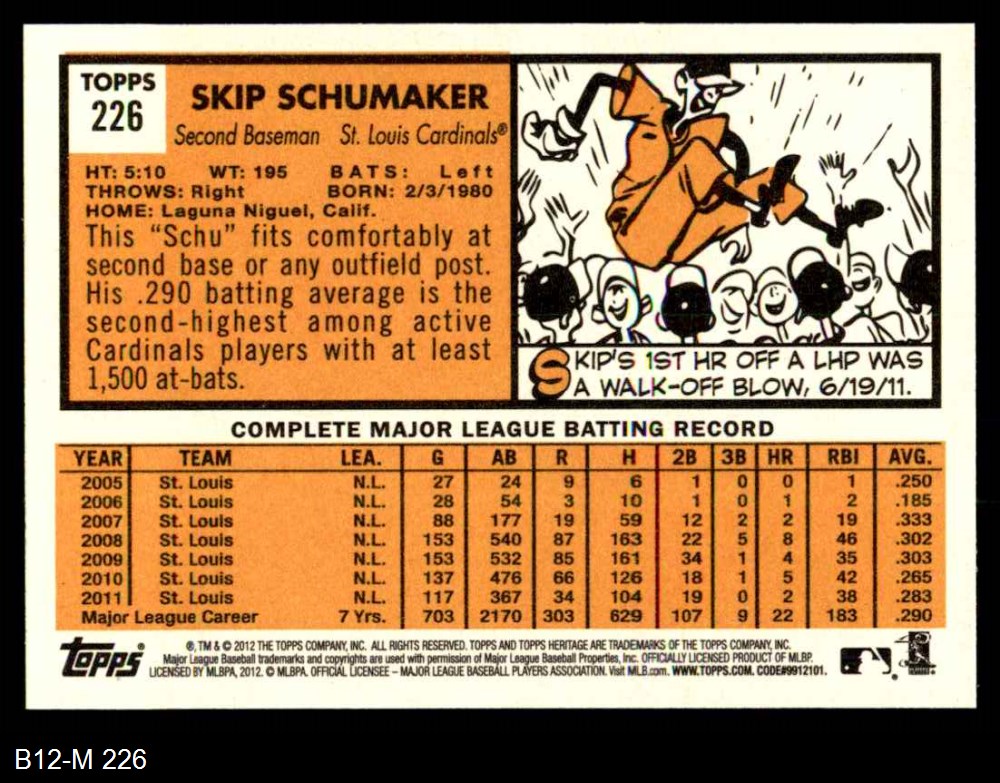 TOPPS
226
SKIP SCHUMAKER
Second Baseman St. Louis Cardinals®
HT: 5:10 WT: 195 BATS: Left
THROWS: Right BORN: 2/3/1980
HOME: Laguna Niguel, Calif.
This "Schu" fits comfortably at
second base or any outfield post.
His .290 batting average is the
second-highest among active
Cardinals players with at least
1,500 at-bats.
SKIP'S 1ST HR OFF A LHP WAS
A WALK-OFF BLOW, 6/19/11.
COMPLETE MAJOR LEAGUE BATTING RECORD
YEAR TEAM LEA. G AB R H 2B 3B HR RBI AVG.
2005 St. Louis N.L. 27 24 9 6 1 0 0 1 .250
2006 St. Louis N.L. 28 54 3 10 1 0 1 2 .185
2007 St. Louis N.L. 88 177 19 59 12 2 2 19 .333
2008 St. Louis N.L. 153 540 87 163 22 5 8 46 .302
2009 St. Louis N.L. 153 532 85 161 34 1 4 35 .303
2010 St. Louis N.L. 137 476 66 126 18 1 5 42 .265
2011 St. Louis N.L. 117 367 34 104 19 0 2 38 .283
Major League Career 7 Yrs. 703 2170 303 629 107 9 22 183 .290
Topps
®, TM & © 2012 THE TOPPS COMPANY, INC. ALL RIGHTS RESERVED. TOPPS AND TOPPS HERITAGE ARE TRADEMARKS OF THE TOPPS COMPANY, INC.
Major League Baseball trademarks and copyrights are used with permission of Major League Baseball Properties, Inc. OFFICIALLY LICENSED PRODUCT OF MLBP.
LICENSED BY MLBPA, 2012. © MLBPA. OFFICIAL LICENSEE – MAJOR LEAGUE BASEBALL PLAYERS ASSOCIATION. Visit MLB.com. WWW.TOPPS.COM. CODE#9912101.
B12-M 226